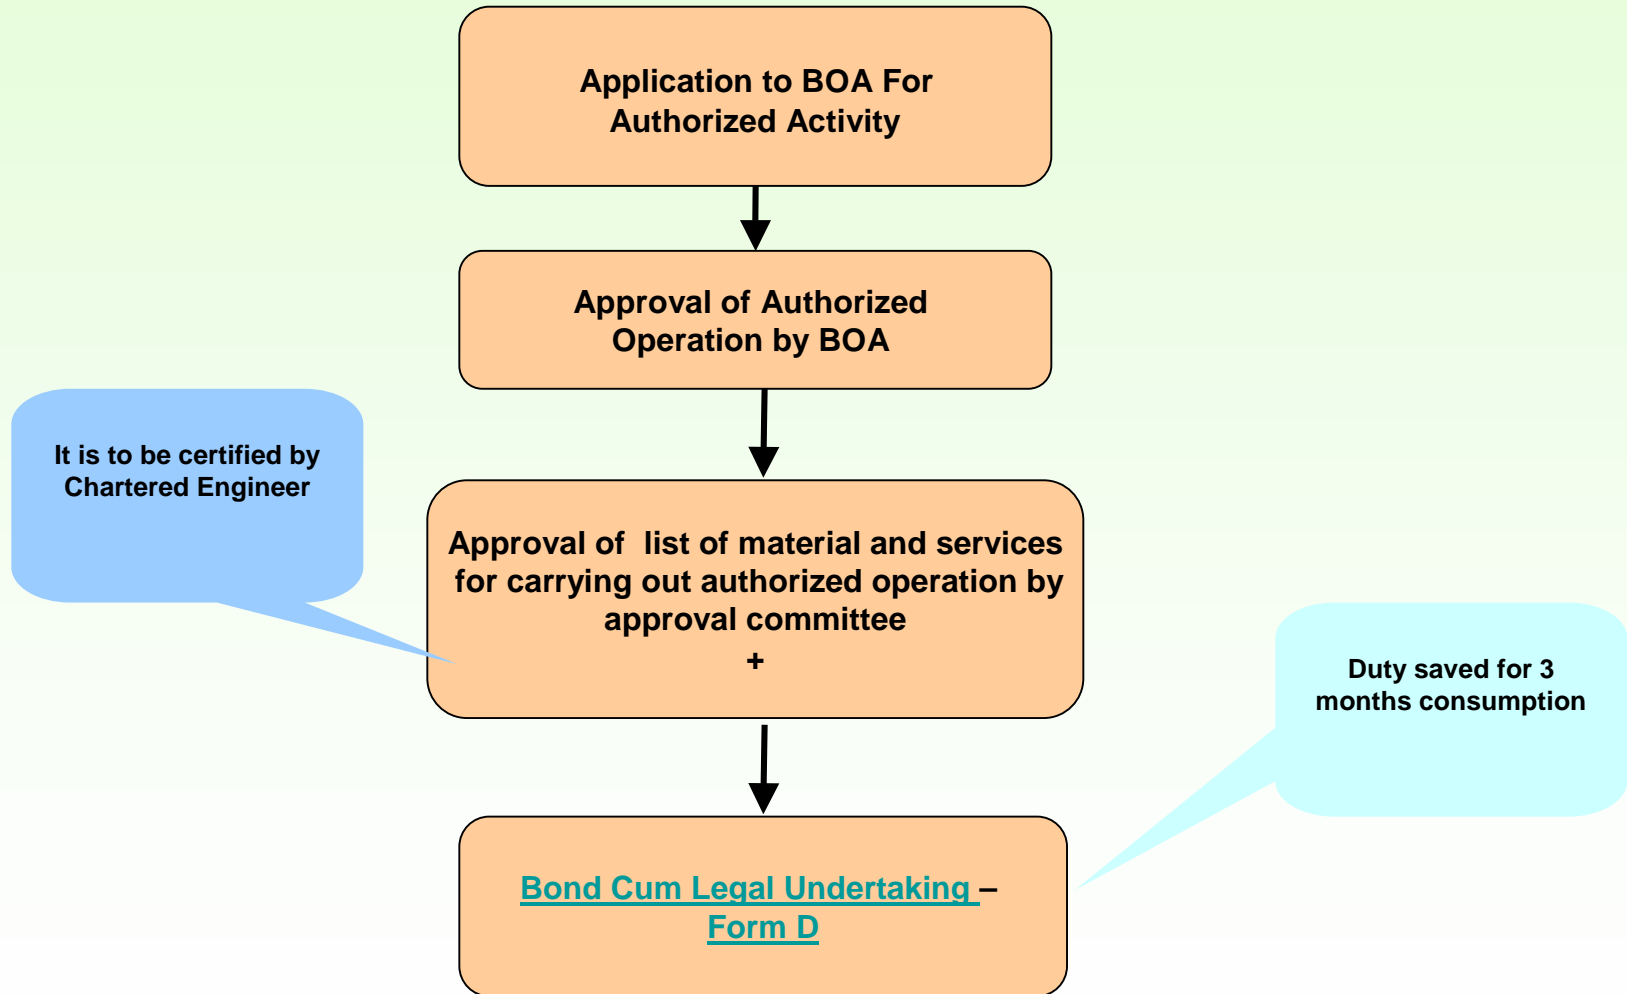 Application to BOA For
Authorized Activity
Approval of Authorized
Operation by BOA
It is to be certified by
Chartered Engineer
Approval of  list of material and services
for carrying out authorized operation by
approval committee
+
Duty saved for 3
months consumption
Bond Cum Legal Undertaking –
Form D